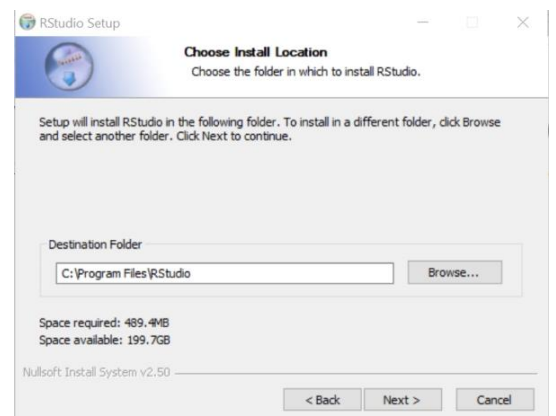 RStudio Setup
Choose Install Location
Choose the folder in which to install RStudio.
Setup will install RStudio in the following folder. To install in a different folder, click Browse
and select another folder. Click Next to continue.
Destination Folder
C:\Program Files\RStudio
Browse...
Space required: 489.4MB
Space available: 199.7GB
Nullsoft Install System v2.50
< Back
Next >
Cancel